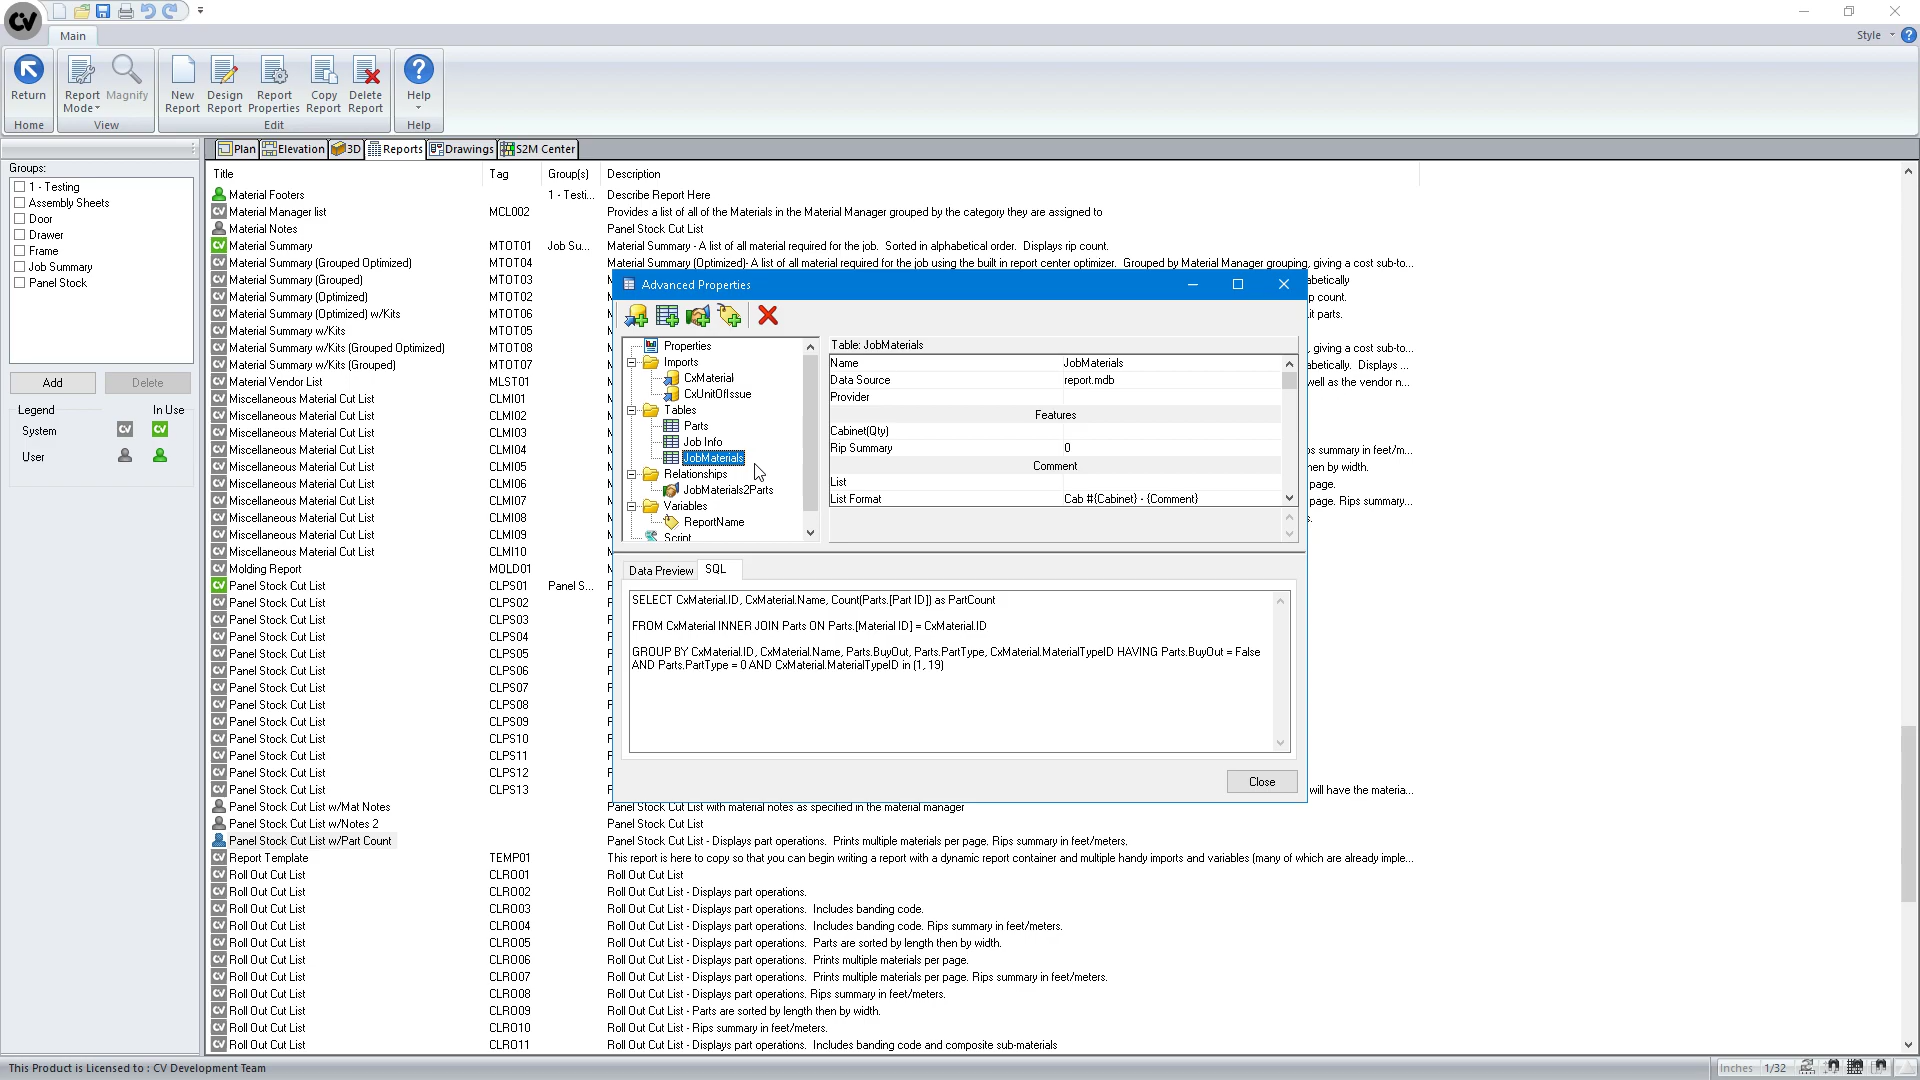 CV
Main
Style
Return
Report Mode
Magnify
New Report
Design Report
Report Properties
Copy Report
Delete Report
Help
Home
View
Edit
Help
Groups:
1 - Testing
Assembly Sheets
Door
Drawer
Frame
Job Summary
Panel Stock
Add
Delete
Legend
In Use
System
CV
CV
User
Plan
Elevation
3D
Reports
Drawings
S2M Center
Title Tag Group(s) Description
Material Footers 1 - Testi... Describe Report Here
Material Manager list MCL002 Provides a list of all of the Materials in the Material Manager grouped by the category they are assigned to
Material Notes Panel Stock Cut List
Material Summary MTOT01 Job Su... Material Summary - A list of all material required for the job. Sorted in alphabetical order. Displays rip count.
Material Summary (Grouped Optimized) MTOT04 Material Summary (Optimized)- A list of all material required for the job using the built in report center optimizer. Grouped by Material Manager grouping, giving a cost sub-to...
Material Summary (Grouped) MTOT03
Material Summary (Optimized) MTOT02
Material Summary (Optimized) w/Kits MTOT06
Material Summary w/Kits MTOT05
Material Summary w/Kits (Grouped Optimized) MTOT08 , giving a cost sub-to...
Material Summary w/Kits (Grouped) MTOT07
Material Vendor List MLST01
Miscellaneous Material Cut List CLMI01
Miscellaneous Material Cut List CLMI02
Miscellaneous Material Cut List CLMI03
Miscellaneous Material Cut List CLMI04
Miscellaneous Material Cut List CLMI05
Miscellaneous Material Cut List CLMI06
Miscellaneous Material Cut List CLMI07
Miscellaneous Material Cut List CLMI08
Miscellaneous Material Cut List CLMI09
Miscellaneous Material Cut List CLMI10
Molding Report MOLD01
Panel Stock Cut List CLPS01 Panel S...
Panel Stock Cut List CLPS02
Panel Stock Cut List CLPS03
Panel Stock Cut List CLPS04
Panel Stock Cut List CLPS05
Panel Stock Cut List CLPS06
Panel Stock Cut List CLPS07
Panel Stock Cut List CLPS08
Panel Stock Cut List CLPS09
Panel Stock Cut List CLPS10
Panel Stock Cut List CLPS11
Panel Stock Cut List CLPS12
Panel Stock Cut List CLPS13 will have the materia...
Panel Stock Cut List w/Mat Notes Panel Stock Cut List with material notes as specified in the material manager
Panel Stock Cut List w/Notes 2 Panel Stock Cut List
Panel Stock Cut List w/Part Count Panel Stock Cut List - Displays part operations. Prints multiple materials per page. Rips summary in feet/meters.
Report Template TEMP01 This report is here to copy so that you can begin writing a report with a dynamic report container and multiple handy imports and variables (many of which are already imple...
Roll Out Cut List CLRO01 Roll Out Cut List
Roll Out Cut List CLRO02 Roll Out Cut List - Displays part operations.
Roll Out Cut List CLRO03 Roll Out Cut List - Displays part operations. Includes banding code.
Roll Out Cut List CLRO04 Roll Out Cut List - Displays part operations. Includes banding code. Rips summary in feet/meters.
Roll Out Cut List CLRO05 Roll Out Cut List - Displays part operations. Parts are sorted by length then by width.
Roll Out Cut List CLRO06 Roll Out Cut List - Displays part operations. Prints multiple materials per page.
Roll Out Cut List CLRO07 Roll Out Cut List - Displays part operations. Prints multiple materials per page. Rips summary in feet/meters.
Roll Out Cut List CLRO08 Roll Out Cut List - Displays part operations. Rips summary in feet/meters.
Roll Out Cut List CLRO09 Roll Out Cut List - Parts are sorted by length then by width.
Roll Out Cut List CLRO10 Roll Out Cut List - Rips summary in feet/meters.
Roll Out Cut List CLRO11 Roll Out Cut List - Displays part operations. Includes banding code and composite sub-materials
Advanced Properties
Properties
Imports
CxMaterial
CxUnitOfIssue
Tables
Parts
Job Info
JobMaterials
Relationships
JobMaterials2Parts
Variables
ReportName
Script
Table: JobMaterials
Name JobMaterials
Data Source report.mdb
Provider
Features
Cabinet(Qty)
Rip Summary 0
Comment
List
List Format Cab #{Cabinet} - {Comment}
Data Preview
SQL
SELECT CxMaterial.ID, CxMaterial.Name, Count(Parts.[Part ID]) as PartCount
FROM CxMaterial INNER JOIN Parts ON Parts.[Material ID] = CxMaterial.ID
GROUP BY CxMaterial.ID, CxMaterial.Name, Parts.BuyOut, Parts.PartType, CxMaterial.MaterialTypeID HAVING Parts.BuyOut = False
AND Parts.PartType = 0 AND CxMaterial.MaterialTypeID in (1, 19)
Close
This Product is Licensed to : CV Development Team
Inches 1/32